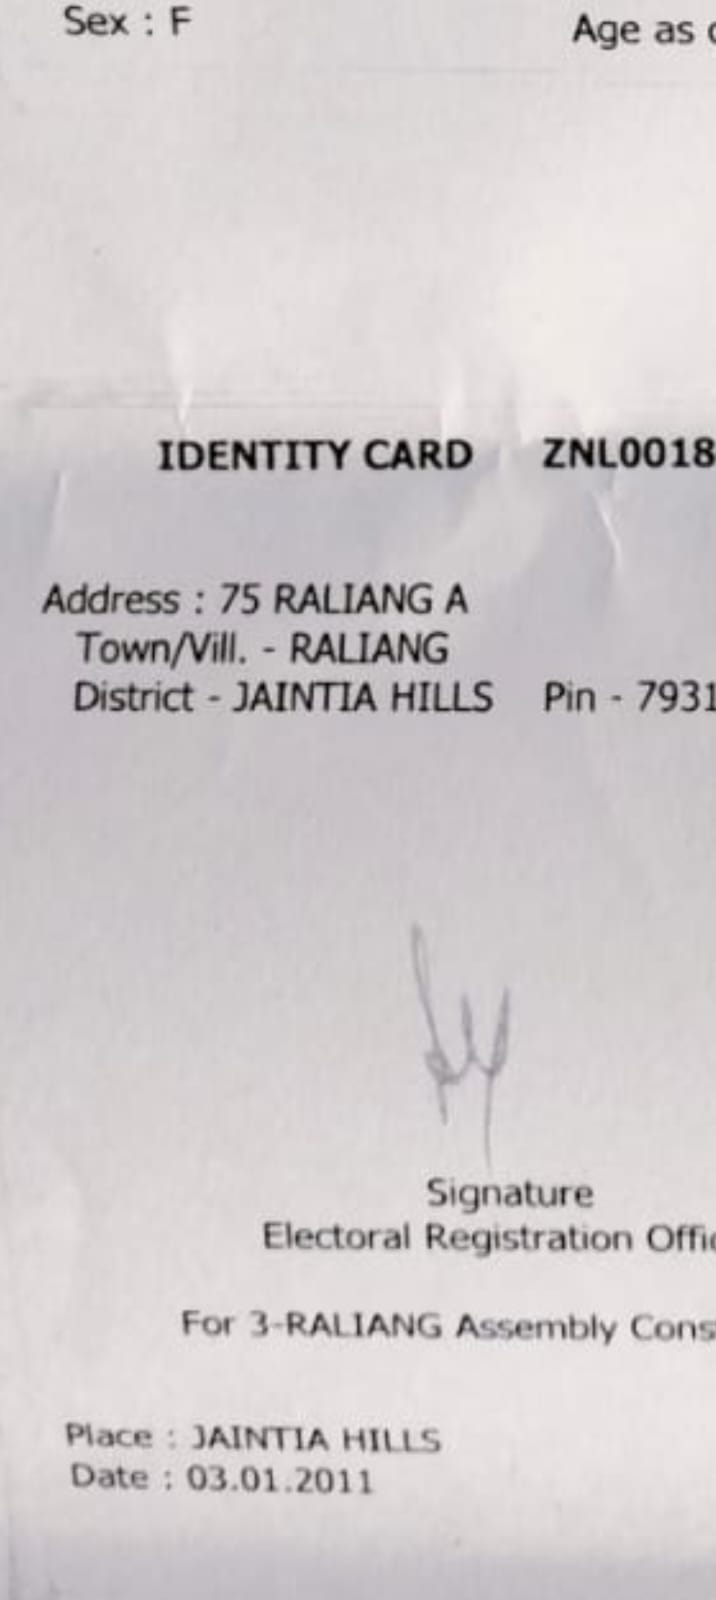 Sex : F Age as
IDENTITY CARD ZNL0018
Address : 75 RALIANG A
Town/Vill. - RALIANG
District - JAINTIA HILLS Pin - 7931
Signature
Electoral Registration Offic
For 3-RALIANG Assembly Cons
Place : JAINTIA HILLS
Date : 03.01.2011